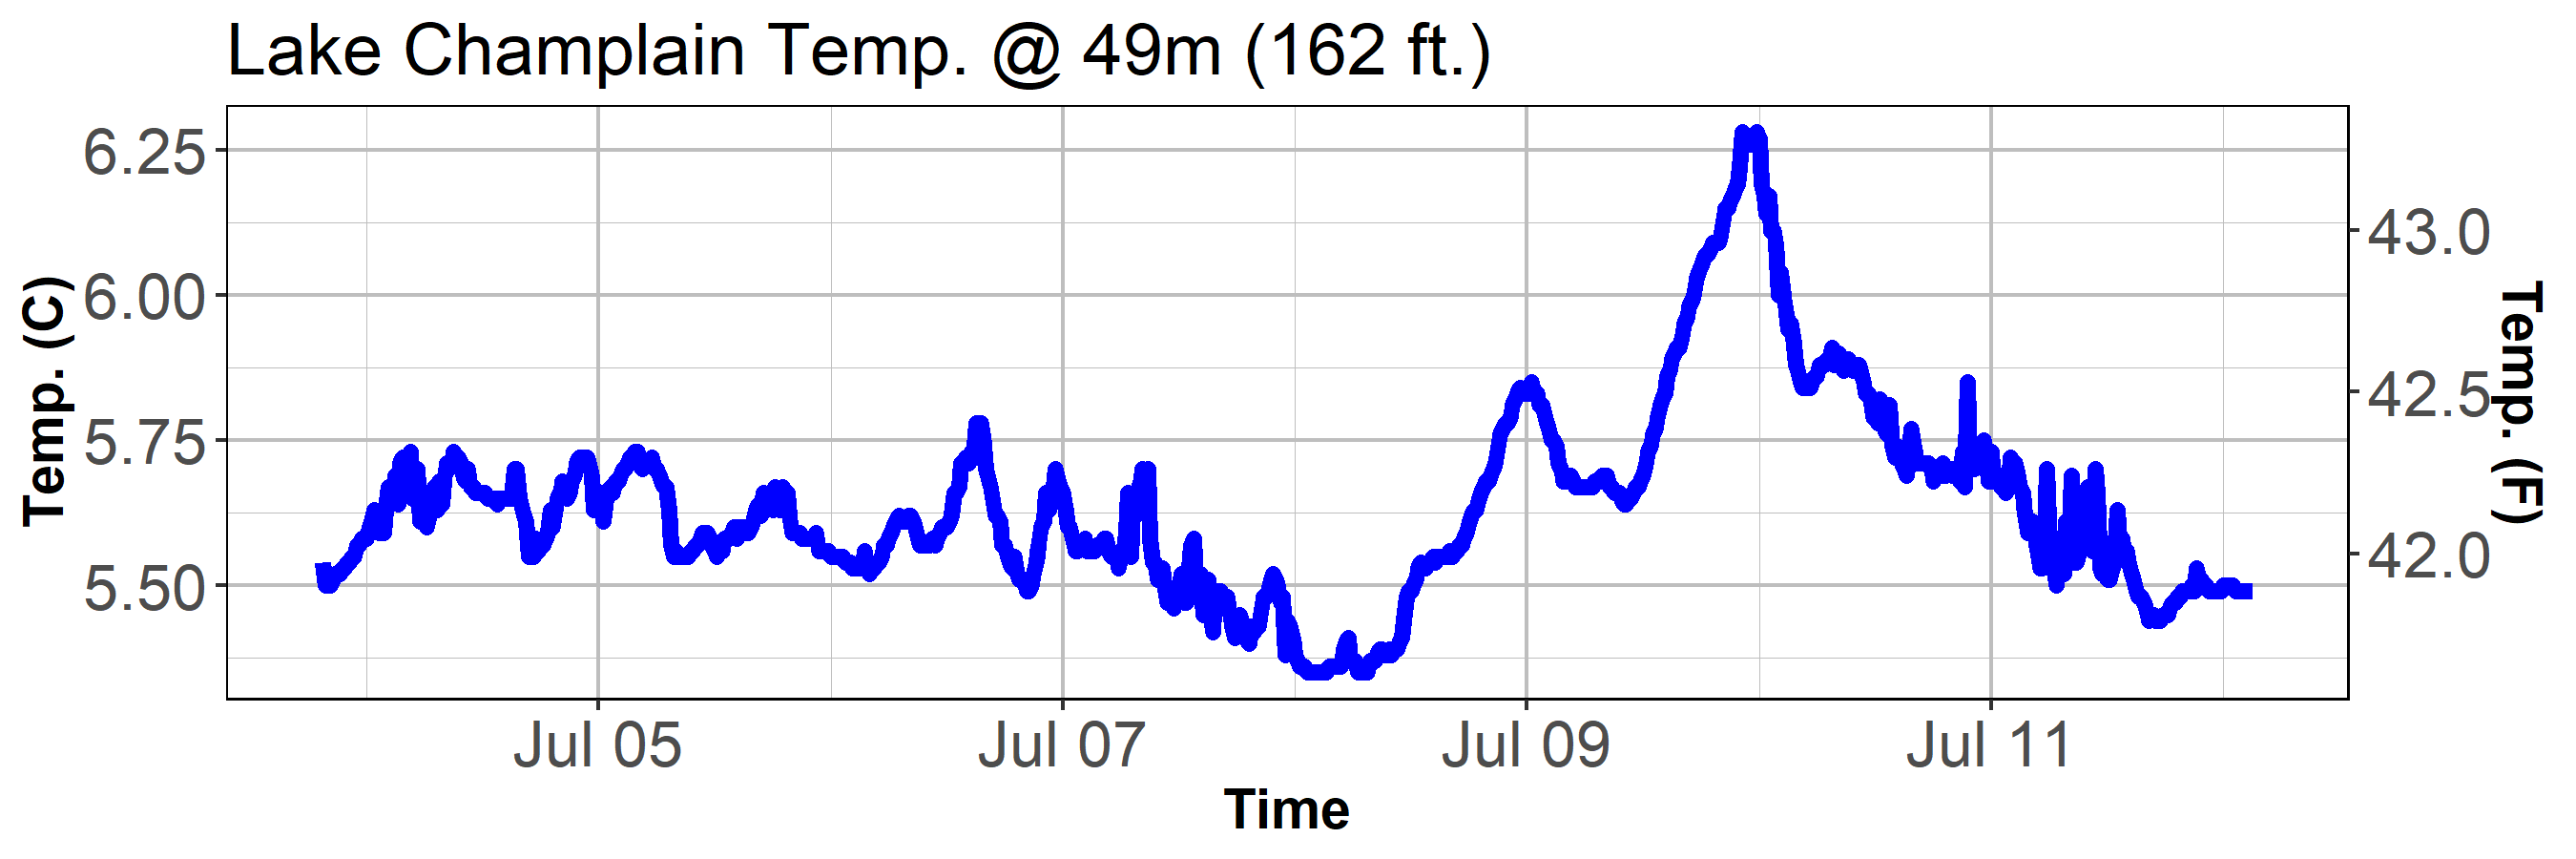 Lake Champlain Temp. @ 49m (162 ft.)
6.25
6.00
5.75
5.50
Temp. (C)
43.0
42.5
42.0
Temp. (F)
Jul 05 Jul 07 Jul 09 Jul 11
Time